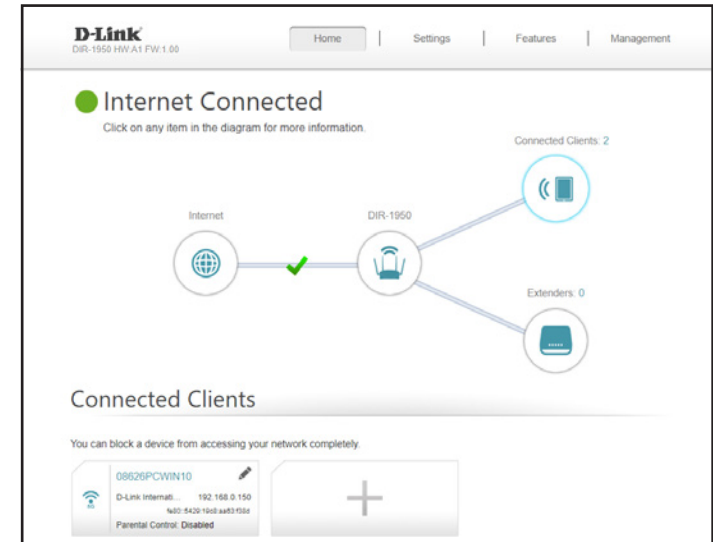 D-Link
DIR-1950 HW:A1 FW:1.00
Home | Settings | Features | Management
Internet Connected
Click on any item in the diagram for more information.
Connected Clients: 2
Internet
DIR-1950
Extenders: 0
Connected Clients
You can block a device from accessing your network completely.
08626PCWIN10
D-Link Internati... 192.168.0.150
Parental Control: Disabled